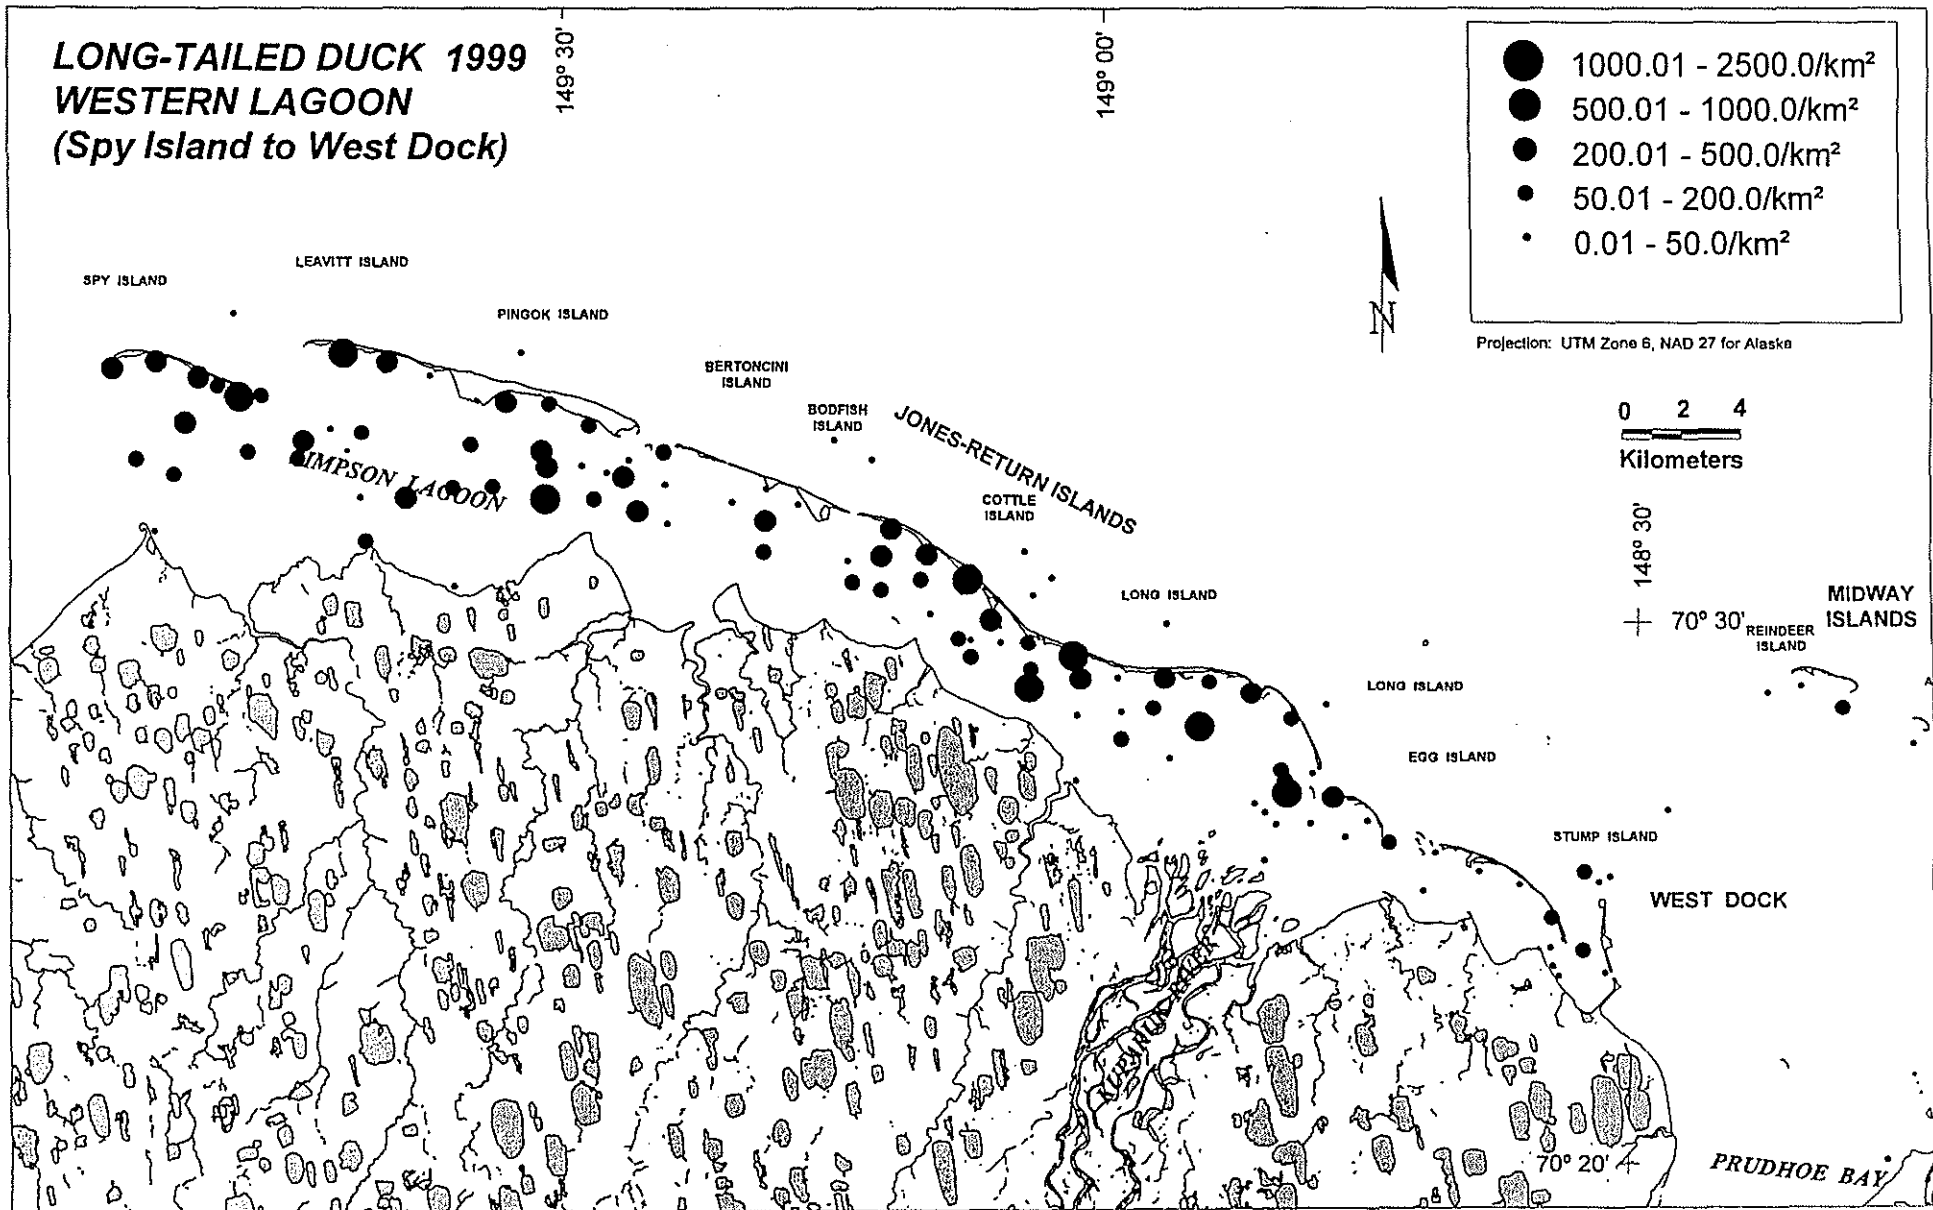 LONG-TAILED DUCK 1999
WESTERN LAGOON
(Spy Island to West Dock)
149° 30'
149° 00'
1000.01 - 2500.0/km²
500.01 - 1000.0/km²
200.01 - 500.0/km²
50.01 - 200.0/km²
0.01 - 50.0/km²
Projection: UTM Zone 6, NAD 27 for Alaska
N
0 2 4
Kilometers
SPY ISLAND
LEAVITT ISLAND
PINGOK ISLAND
BERTONCINI
ISLAND
BODFISH
ISLAND
JONES-RETURN ISLANDS
COTTLE
ISLAND
SIMPSON LAGOON
LONG ISLAND
148° 30'
70° 30'
MIDWAY
ISLANDS
REINDEER
ISLAND
A
LONG ISLAND
EGG ISLAND
STUMP ISLAND
WEST DOCK
KUPARUK RIVER
70° 20'
PRUDHOE BAY